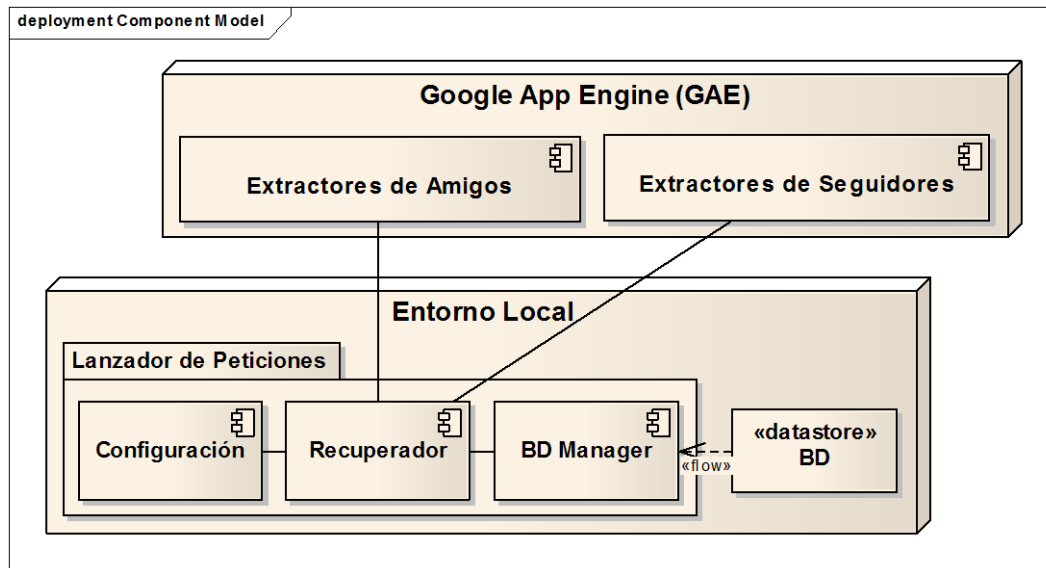 deployment Component Model
Google App Engine (GAE)
Extractores de Amigos
Extractores de Seguidores
Entorno Local
Lanzador de Peticiones
Configuración
Recuperador
BD Manager
«flow»
«datastore»
BD